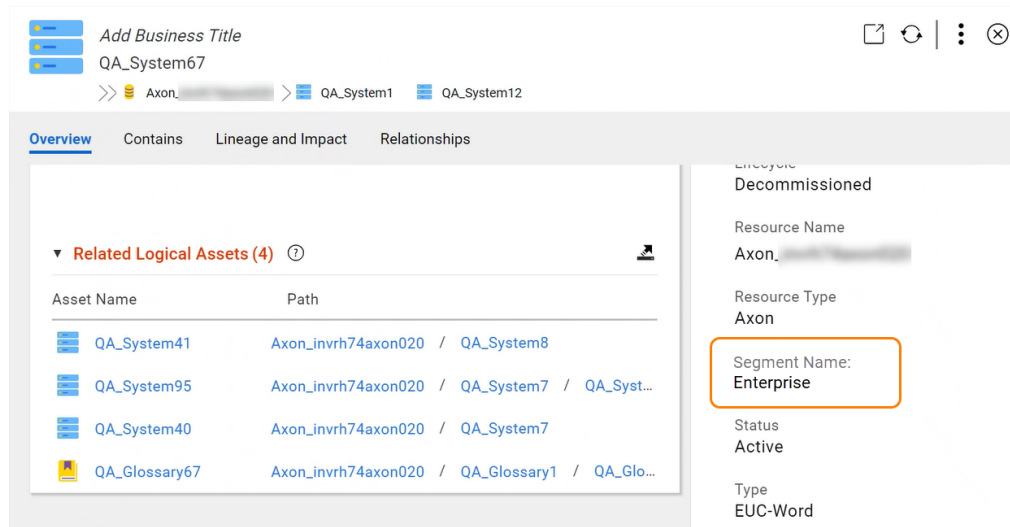 Add Business Title
QA_System67
Axon_ QA_System1 QA_System12
Overview Contains Lineage and Impact Relationships
Related Logical Assets (4) ?
Asset Name Path
QA_System41 Axon_invrh74axon020 / QA_System8
QA_System95 Axon_invrh74axon020 / QA_System7 / QA_Syst...
QA_System40 Axon_invrh74axon020 / QA_System7
QA_Glossary67 Axon_invrh74axon020 / QA_Glossary1 / QA_Glo...
Lifecycle
Decommissioned
Resource Name
Axon_
Resource Type
Axon
Segment Name:
Enterprise
Status
Active
Type
EUC-Word